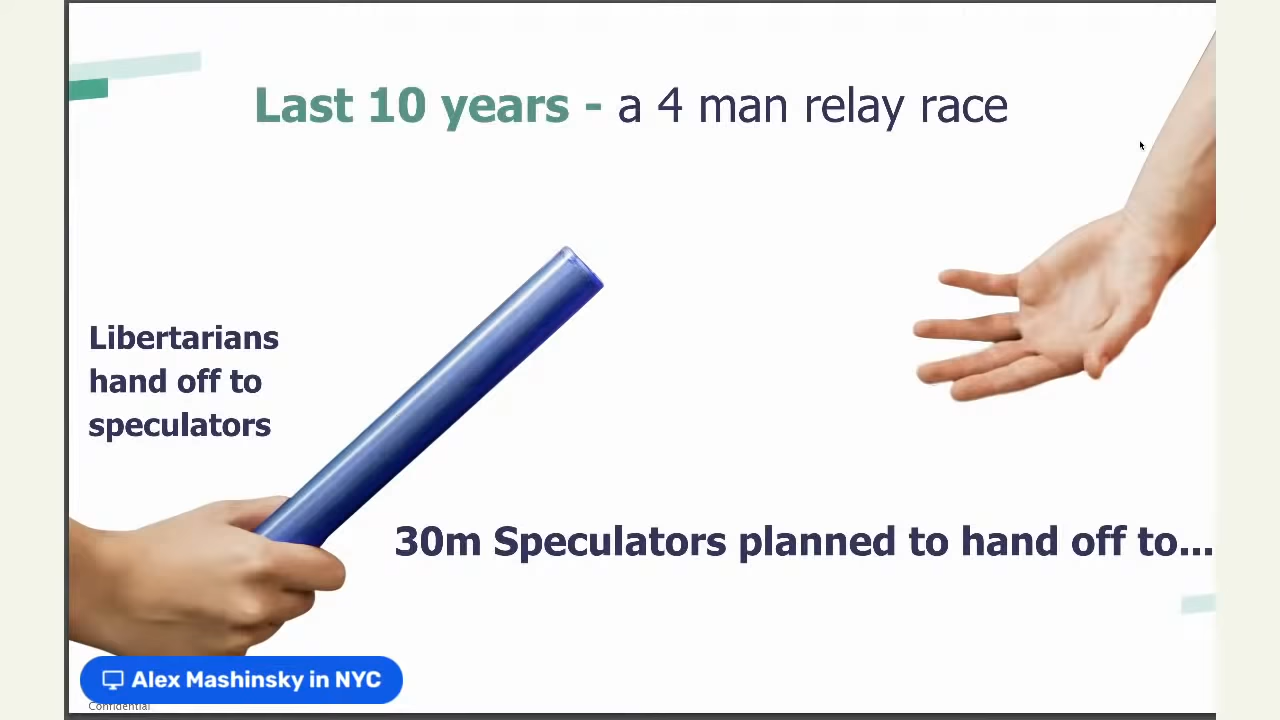 Last 10 years - a 4 man relay race
Libertarians
hand off to
speculators
30m Speculators planned to hand off to...
Alex Mashinsky in NYC
Confidential